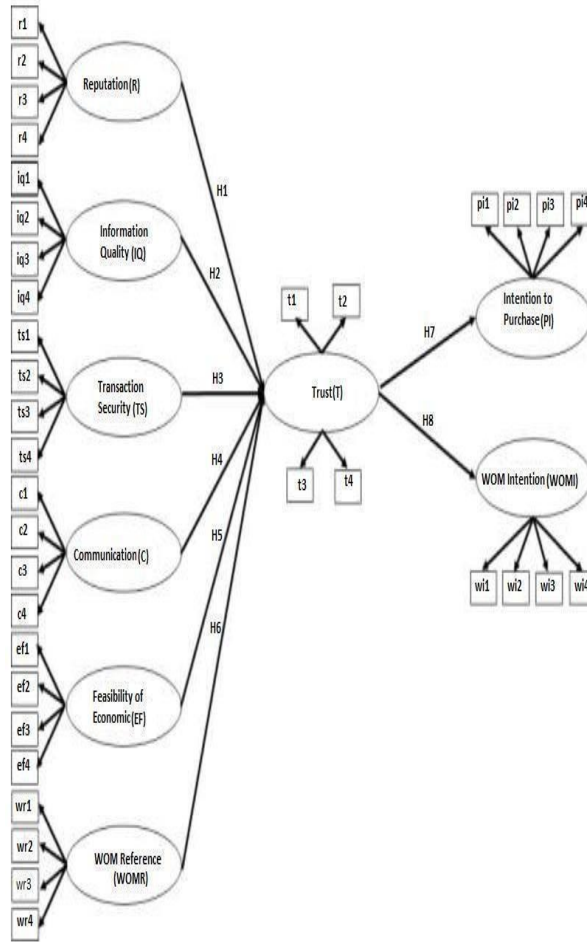 r1
r2
r3
r4
Reputation(R)
iq1
iq2
iq3
iq4
Information
Quality (IQ)
ts1
ts2
ts3
ts4
Transaction
Security (TS)
c1
c2
c3
c4
Communication(C)
ef1
ef2
ef3
ef4
Feasibility of
Economic(EF)
wr1
wr2
wr3
wr4
WOM Reference
(WOMR)
H1
H2
H3
H4
H5
H6
t1
t2
Trust(T)
t3
t4
H7
H8
pi1
pi2
pi3
pi4
Intention to
Purchase(PI)
WOM Intention(WOMI)
wi1
wi2
wi3
wi4